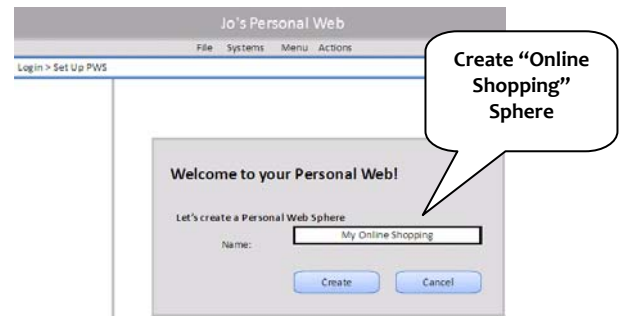 Jo's Personal Web
File Systems Menu Actions
Login > Set Up PWS
Create “Online
Shopping”
Sphere
Welcome to your Personal Web!
Let's create a Personal Web Sphere
Name: My Online Shopping
Create Cancel